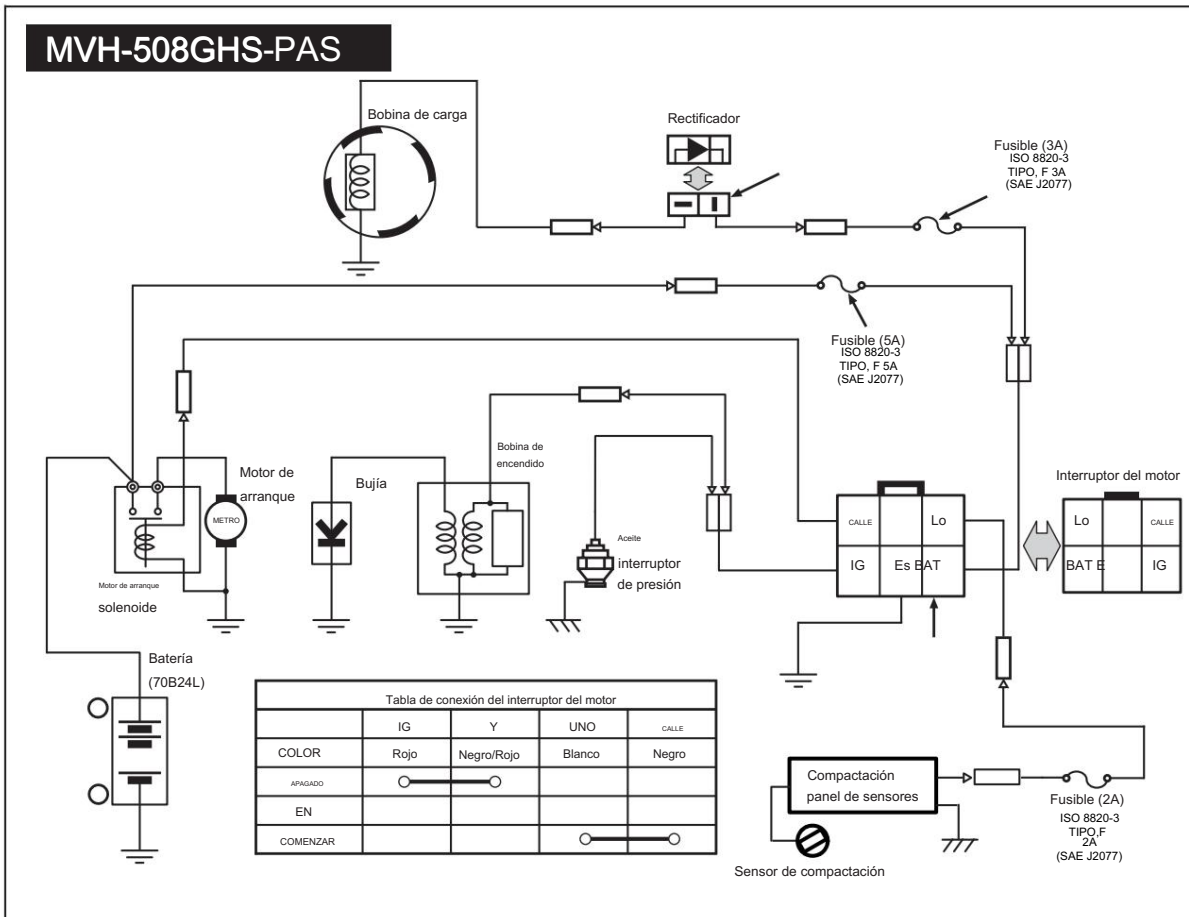 MVH-508GHS-PAS
Bobina de carga
Rectificador
Fusible (3A)
ISO 8820-3
TIPO, F 3A
(SAE J2077)
Fusible (5A)
ISO 8820-3
TIPO, F 5A
(SAE J2077)
Motor de
arranque
METRO
Motor de arranque
solenoide
Bujía
Bobina de
encendido
Aceite
interruptor
de presión
CALLE
Lo
IG
Es BAT
Interruptor del motor
Lo
CALLE
BAT E
IG
Batería
(70B24L)
Tabla de conexión del interruptor del motor
IG Y UNO CALLE
COLOR Rojo Negro/Rojo Blanco Negro
APAGADO
EN
COMENZAR
Compactación
panel de sensores
Sensor de compactación
Fusible (2A)
ISO 8820-3
TIPO,F
2A
(SAE J2077)